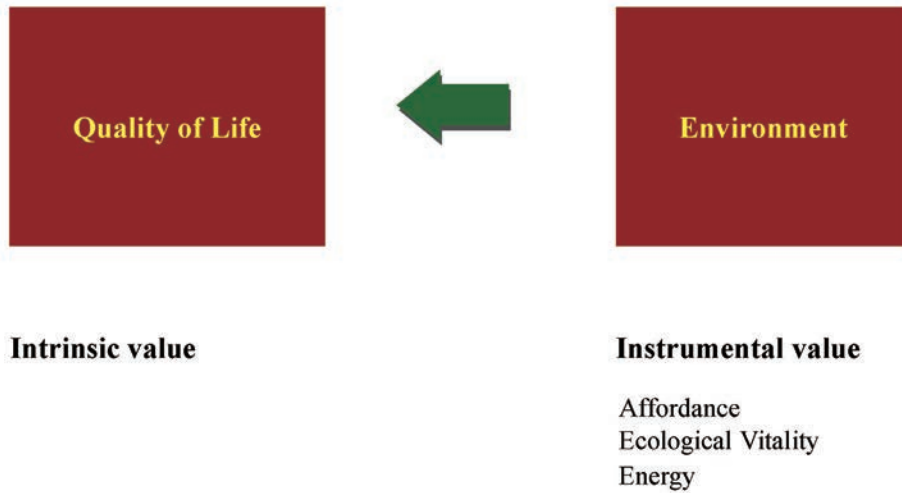 Quality of Life
Environment
Intrinsic value
Instrumental value
Affordance
Ecological Vitality
Energy